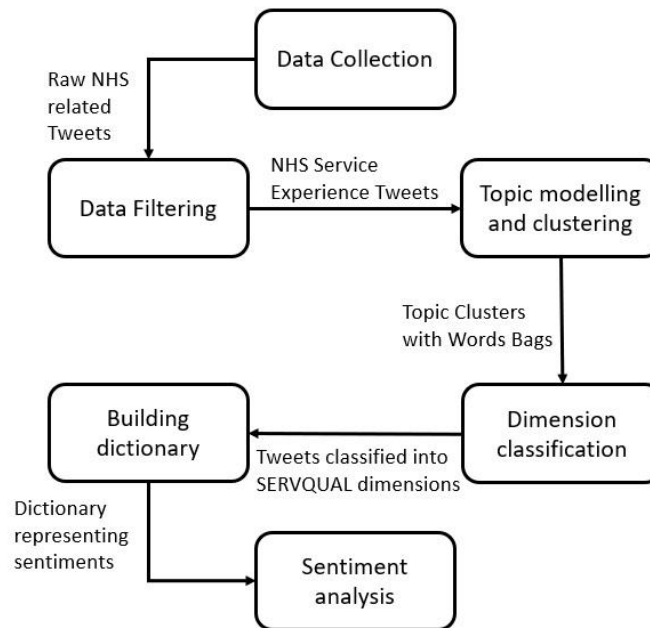 Data Collection
Raw NHS
related
Tweets
Data Filtering
NHS Service
Experience Tweets
Topic modelling
and clustering
Topic Clusters
with Words Bags
Dimension
classification
Tweets classified into
SERVQUAL dimensions
Building
dictionary
Dictionary
representing
sentiments
Sentiment
analysis